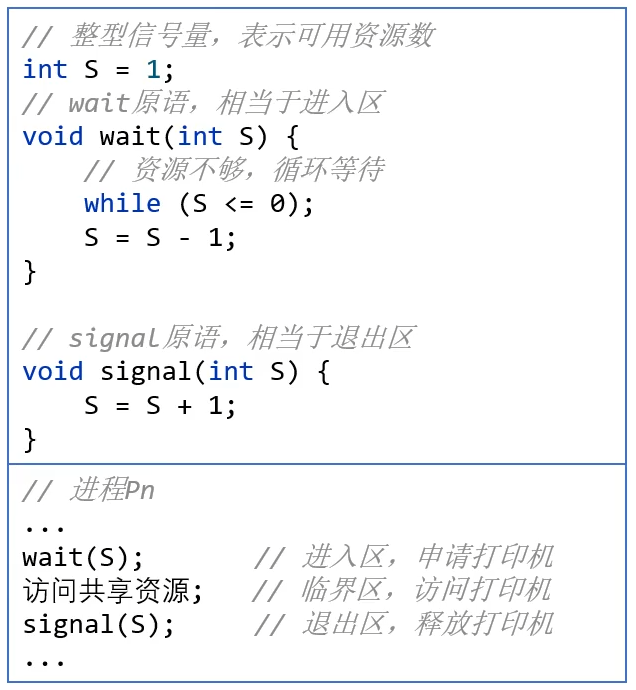 // 整型信号量，表示可用资源数
int S = 1;
// wait原语，相当于进入区
void wait(int S) {
    // 资源不够，循环等待
    while (S <= 0);
    S = S - 1;
}
// signal原语，相当于退出区
void signal(int S) {
    S = S + 1;
}
// 进程Pn
...
wait(S);       // 进入区，申请打印机
访问共享资源;   // 临界区，访问打印机
signal(S);     // 退出区，释放打印机
...